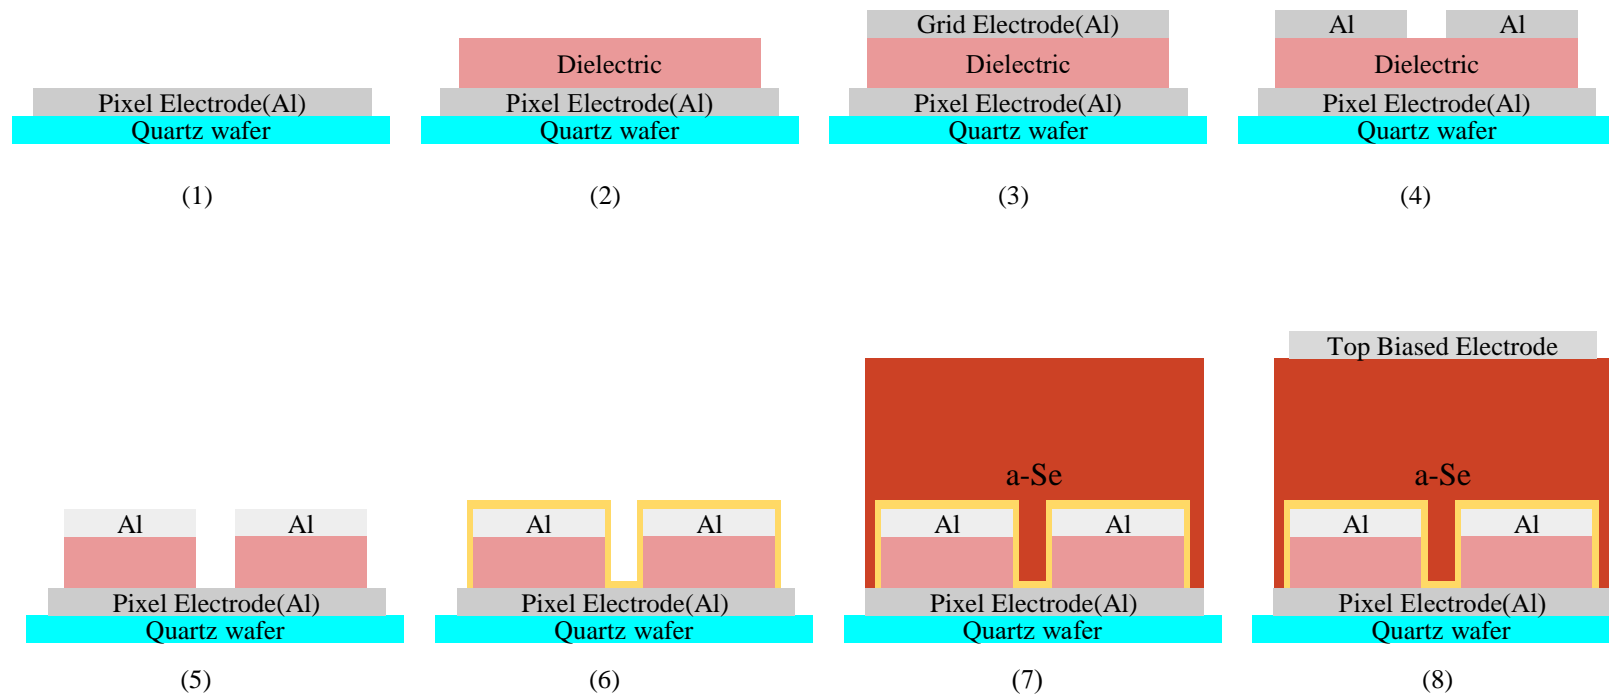 Pixel Electrode(Al)
Quartz wafer
(1)
Dielectric
Pixel Electrode(Al)
Quartz wafer
(2)
Grid Electrode(Al)
Dielectric
Pixel Electrode(Al)
Quartz wafer
(3)
Al Al
Dielectric
Pixel Electrode(Al)
Quartz wafer
(4)
Al Al
Pixel Electrode(Al)
Quartz wafer
(5)
Al Al
Pixel Electrode(Al)
Quartz wafer
(6)
a-Se
Al Al
Pixel Electrode(Al)
Quartz wafer
(7)
Top Biased Electrode
a-Se
Al Al
Pixel Electrode(Al)
Quartz wafer
(8)